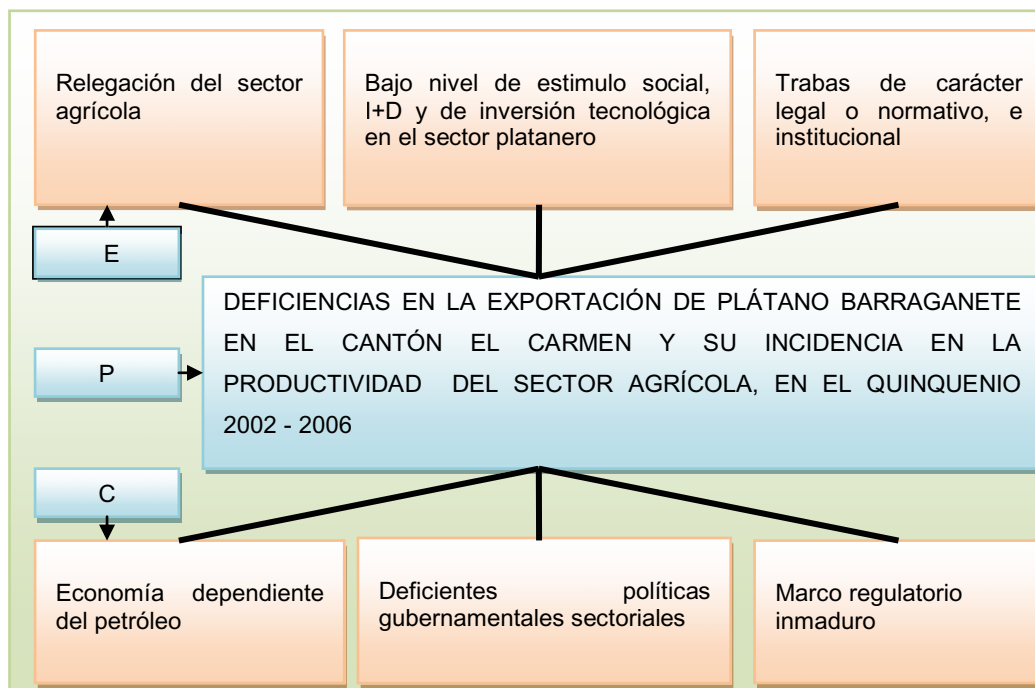 Relegación del sector
agrícola
Bajo nivel de estimulo social,
I+D y de inversión tecnológica
en el sector platanero
Trabas de carácter
legal o normativo, e
institucional
E
DEFICIENCIAS EN LA EXPORTACIÓN DE PLÁTANO BARRAGANETE
EN EL CANTÓN EL CARMEN Y SU INCIDENCIA EN LA
PRODUCTIVIDAD DEL SECTOR AGRÍCOLA, EN EL QUINQUENIO
2002 - 2006
P
C
Economía dependiente
del petróleo
Deficientes políticas
gubernamentales sectoriales
Marco regulatorio
inmaduro